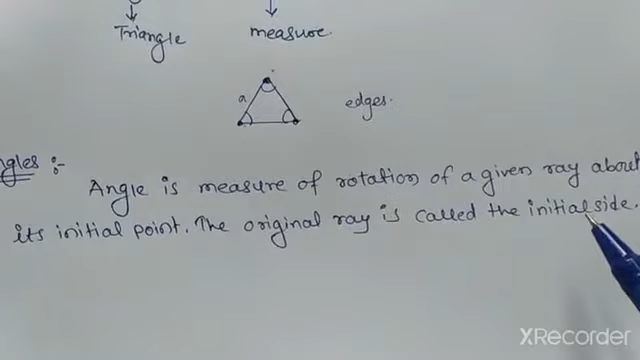 Triangle measure.
a edges.
ngles :-
Angle is measure of rotation of a given ray about
its initial point. The original ray is called the initial side.
XRecorder